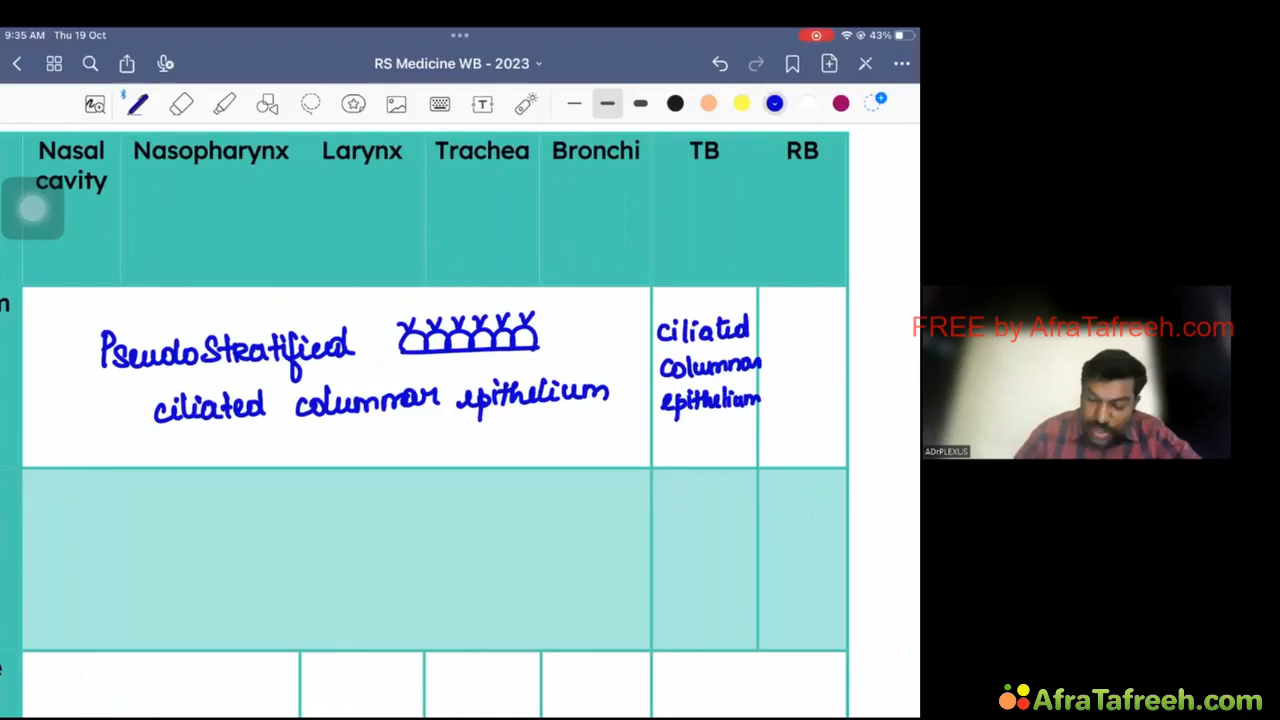 9:35 AM Thu 19 Oct
43%
RS Medicine WB - 2023
T
Nasal cavity
Nasopharynx
Larynx
Trachea
Bronchi
TB
RB
Pseudostratified
ciliated columnar epithelium
ciliated
columnar
epithelium
FREE by AfraTafreeh.com
ADrPLEXUS
AfraTafreeh.com